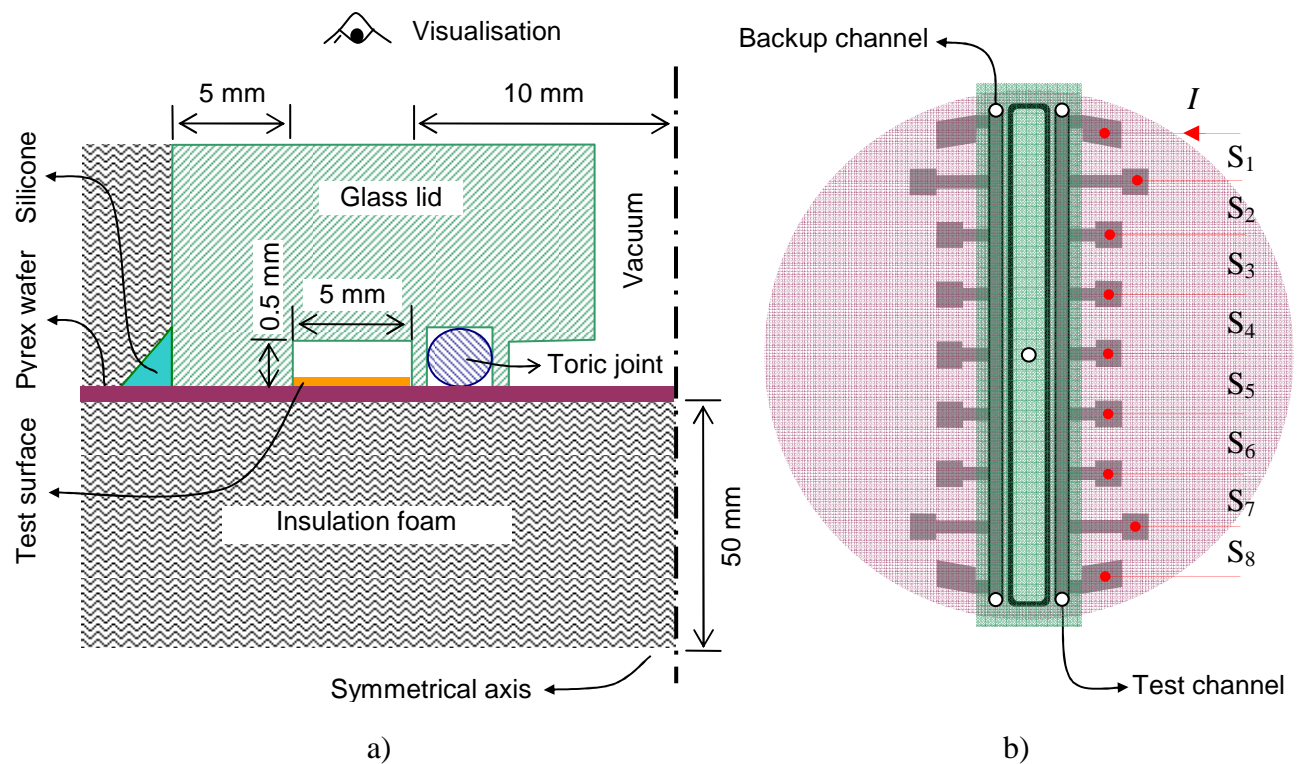 Visualisation
5 mm
10 mm
Silicone
Glass lid
Vacuum
Pyrex wafer
0.5 mm
5 mm
Toric joint
Test surface
Insulation foam
50 mm
Symmetrical axis
a)
Backup channel
I
S1
S2
S3
S4
S5
S6
S7
S8
Test channel
b)